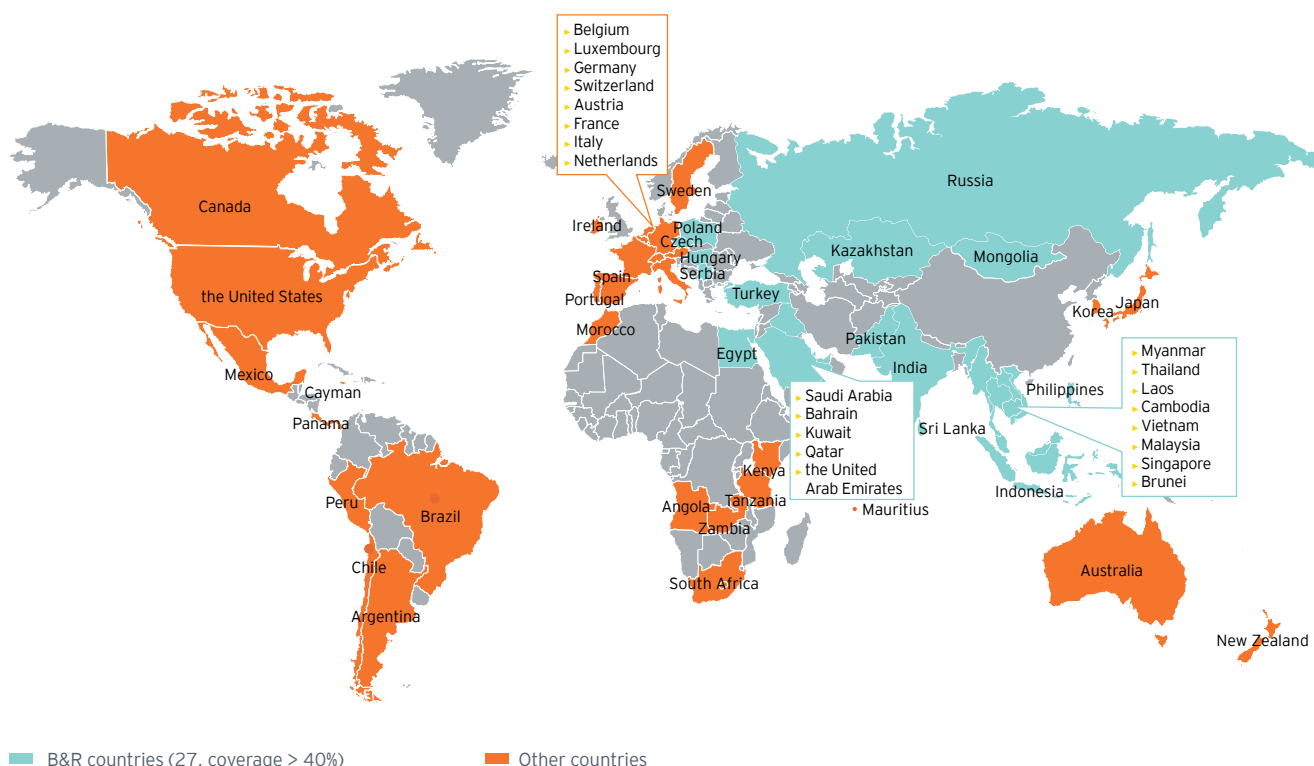 Belgium
Luxembourg
Germany
Switzerland
Austria
France
Italy
Netherlands
Canada
the United States
Mexico
Cayman
Panama
Peru
Brazil
Chile
Argentina
Ireland
Sweden
Poland
Czech
Hungary
Serbia
Spain
Portugal
Morocco
Turkey
Egypt
Russia
Kazakhstan
Mongolia
Pakistan
India
Korea
Japan
Saudi Arabia
Bahrain
Kuwait
Qatar
the United
Arab Emirates
Philippines
Sri Lanka
Indonesia
Myanmar
Thailand
Laos
Cambodia
Vietnam
Malaysia
Singapore
Brunei
Kenya
Tanzania
Angola
Zambia
Mauritius
South Africa
Australia
New Zealand
B&R countries (27, coverage > 40%)
Other countries